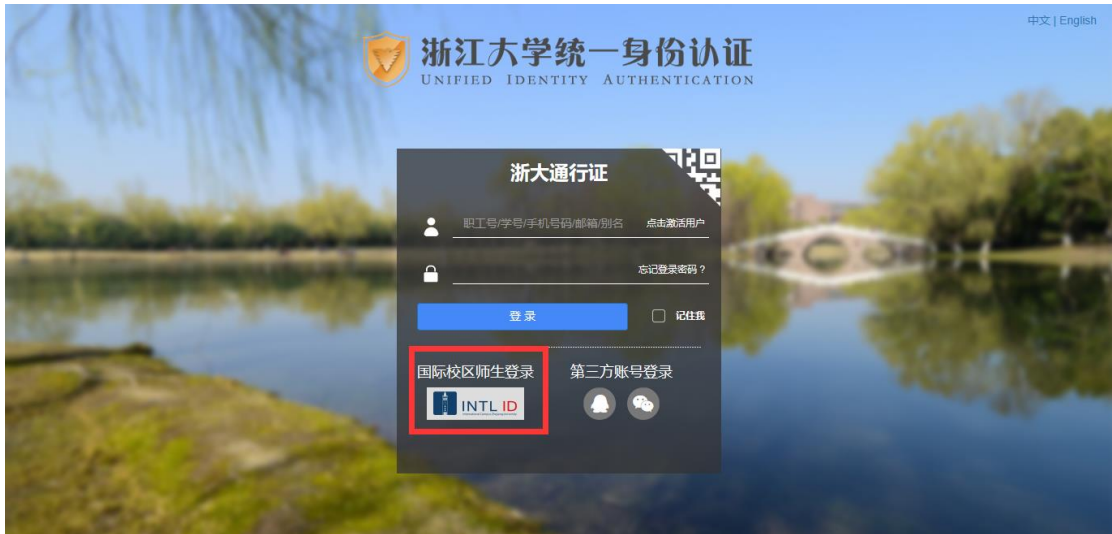 中文 | English
浙江大学统一身份认证
UNIFIED IDENTITY AUTHENTICATION
浙大通行证
职工号/学号/手机号码/邮箱/别名 点击激活用户
忘记登录密码？
登 录 记住我
国际校区师生登录 第三方账号登录
INTL ID